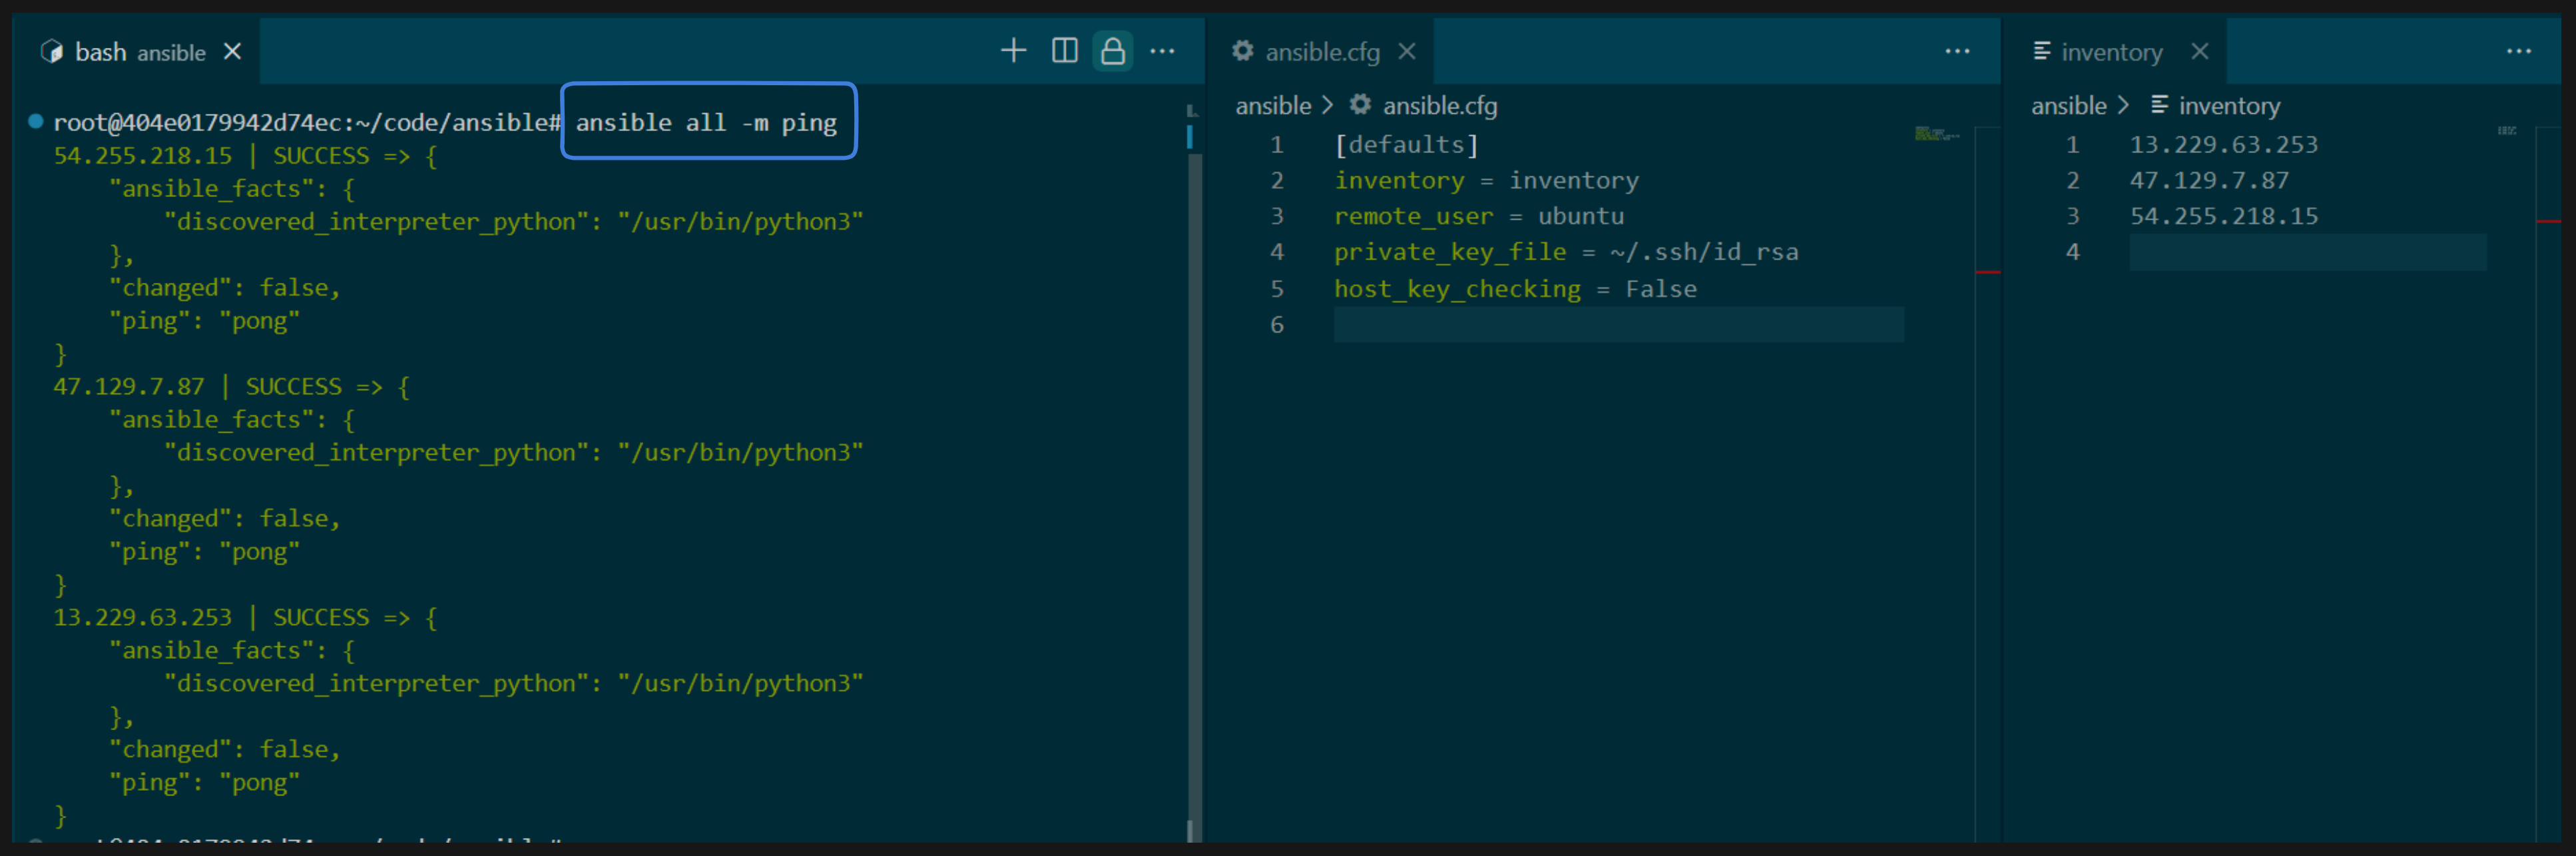 bash ansible
root@404e0179942d74ec:~/code/ansible# ansible all -m ping
54.255.218.15 | SUCCESS => {
    "ansible_facts": {
        "discovered_interpreter_python": "/usr/bin/python3"
    },
    "changed": false,
    "ping": "pong"
}
47.129.7.87 | SUCCESS => {
    "ansible_facts": {
        "discovered_interpreter_python": "/usr/bin/python3"
    },
    "changed": false,
    "ping": "pong"
}
13.229.63.253 | SUCCESS => {
    "ansible_facts": {
        "discovered_interpreter_python": "/usr/bin/python3"
    },
    "changed": false,
    "ping": "pong"
}
ansible.cfg
ansible > ansible.cfg
1 [defaults]
2 inventory = inventory
3 remote_user = ubuntu
4 private_key_file = ~/.ssh/id_rsa
5 host_key_checking = False
6
inventory
ansible > inventory
1 13.229.63.253
2 47.129.7.87
3 54.255.218.15
4